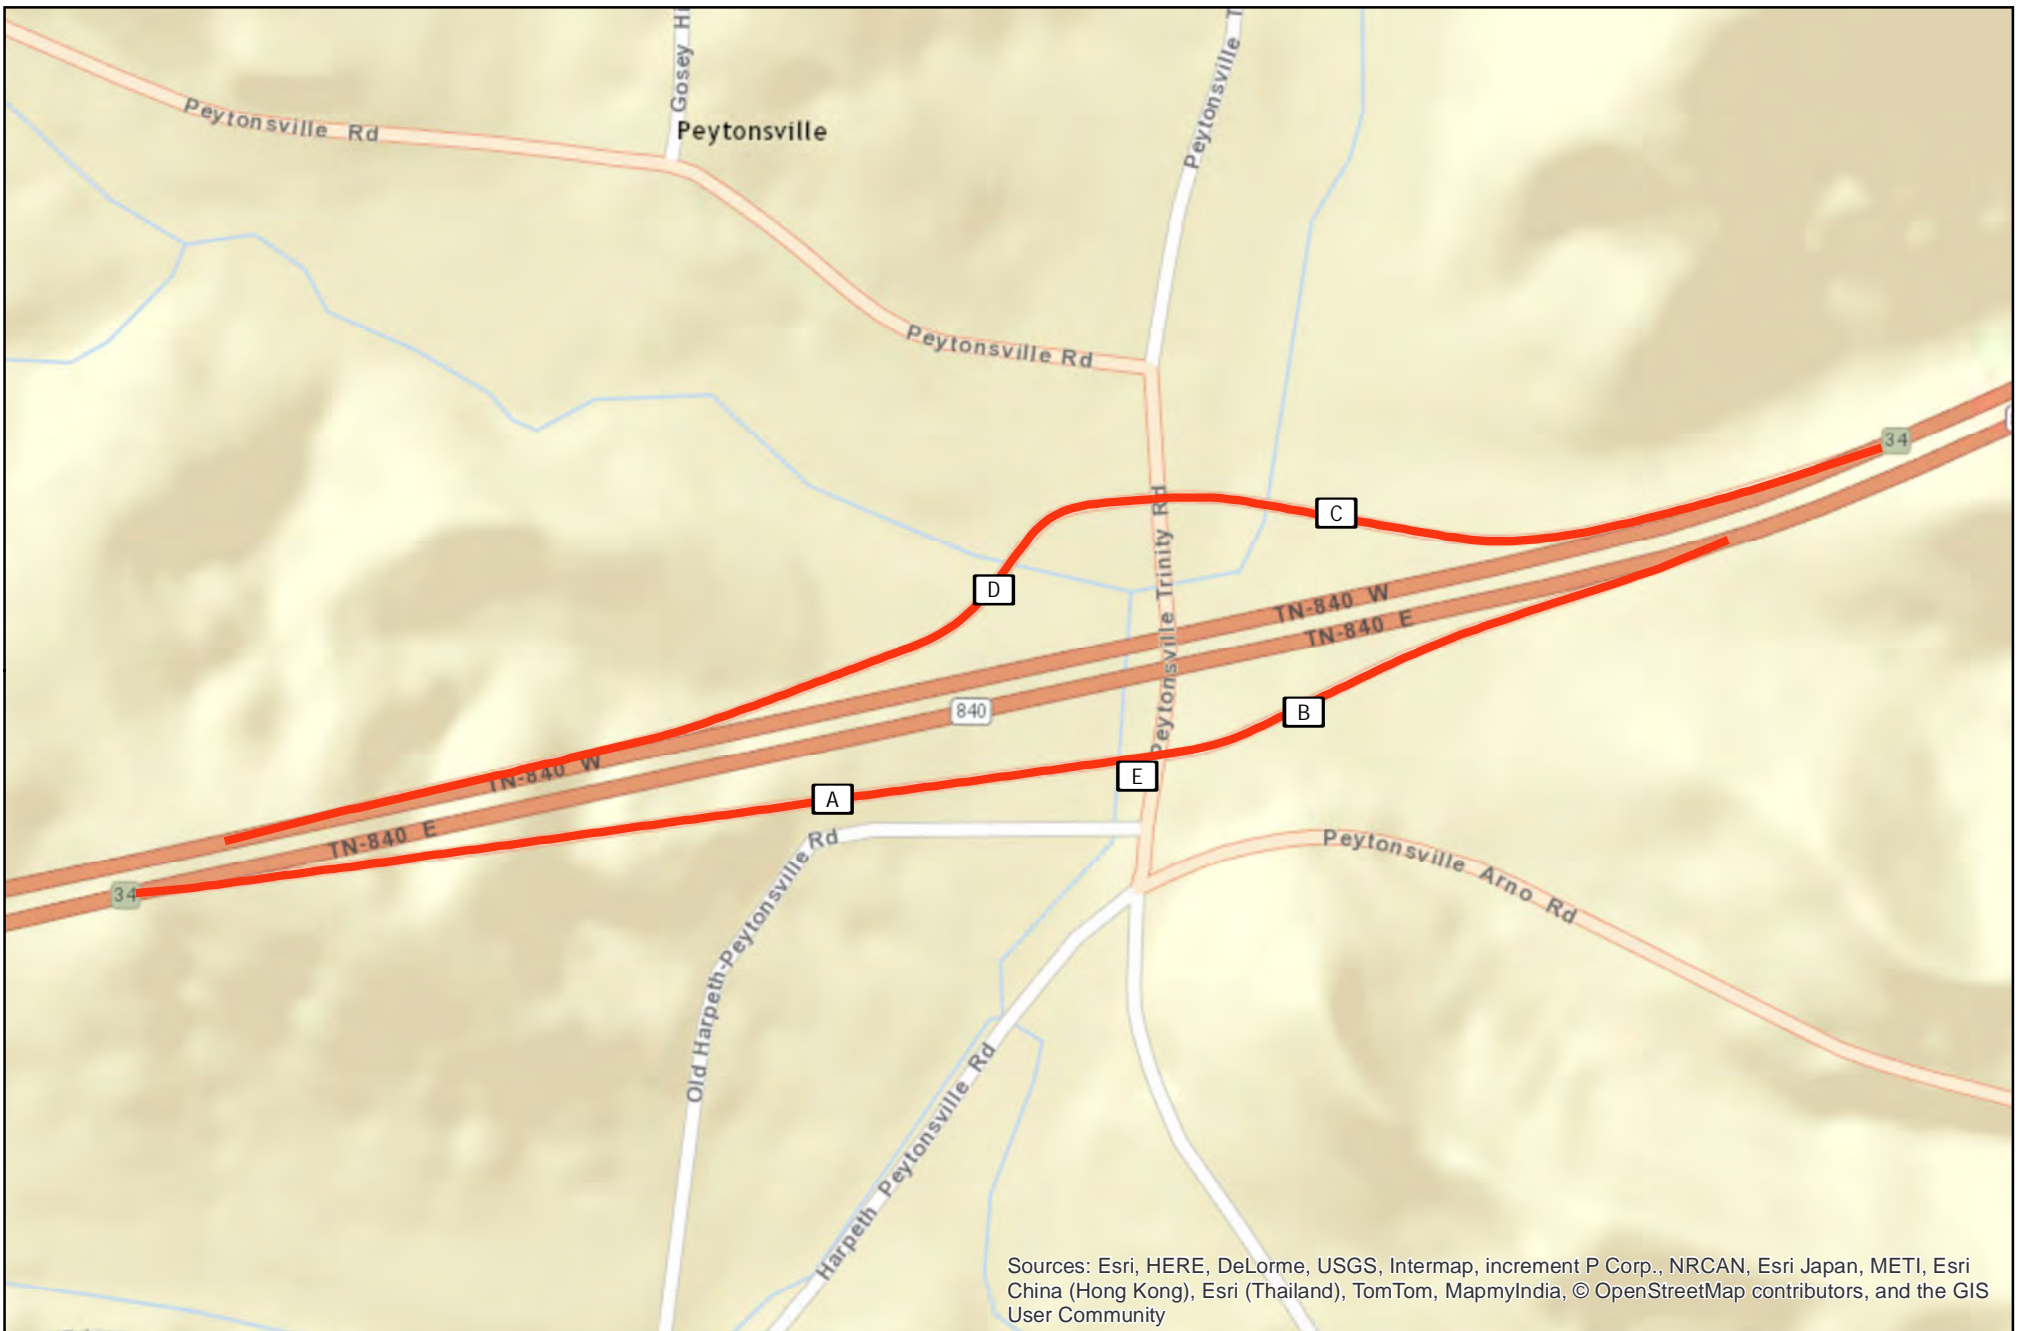 Gosey Hi
Peytonsville T
Peytonsville Rd
Peytonsville
Peytonsville Rd
34
C
Peytonsville Trinity Rd
D
TN-840 W
TN-840 E
840
B
TN-840 W
E
A
TN-840 E
34
Old Harpeth-Peytonsville Rd
Peytonsville Arno Rd
Harpeth Peytonsville Rd
Sources: Esri, HERE, DeLorme, USGS, Intermap, increment P Corp., NRCAN, Esri Japan, METI, Esri
China (Hong Kong), Esri (Thailand), TomTom, MapmyIndia, © OpenStreetMap contributors, and the GIS
User Community